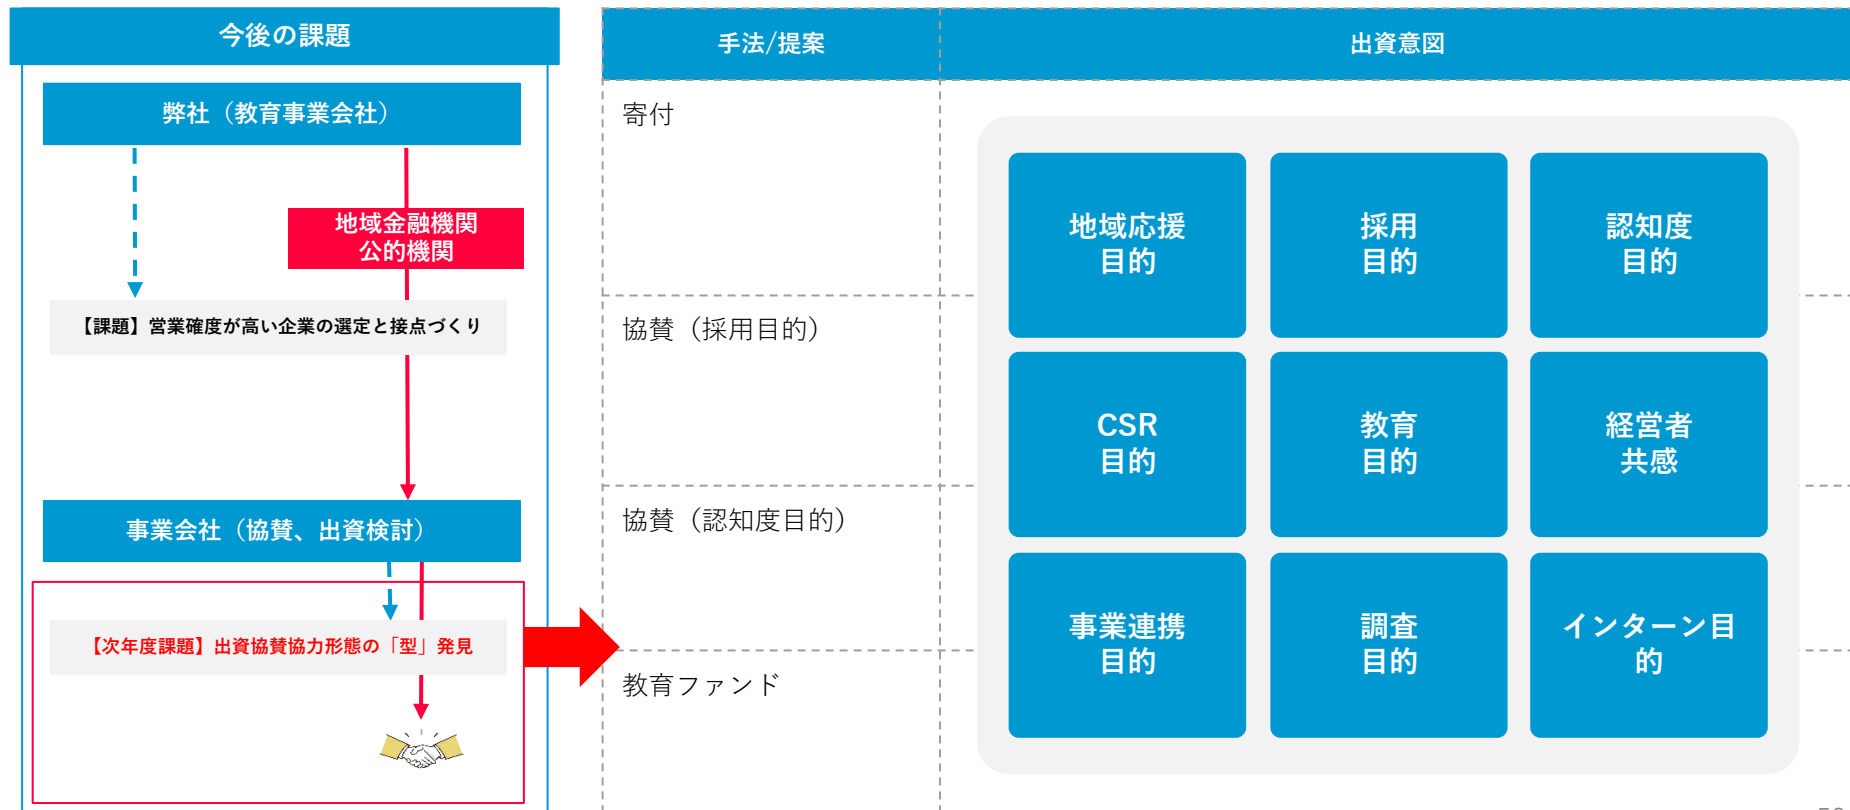 今後の課題
弊社（教育事業会社）
地域金融機関
公的機関
【課題】営業確度が高い企業の選定と接点づくり
事業会社（協賛、出資検討）
【次年度課題】出資協賛協力形態の「型」発見
手法/提案
出資意図
寄付
協賛（採用目的）
協賛（認知度目的）
教育ファンド
地域応援
目的
採用
目的
認知度
目的
CSR
目的
教育
目的
経営者
共感
事業連携
目的
調査
目的
インターン目
的